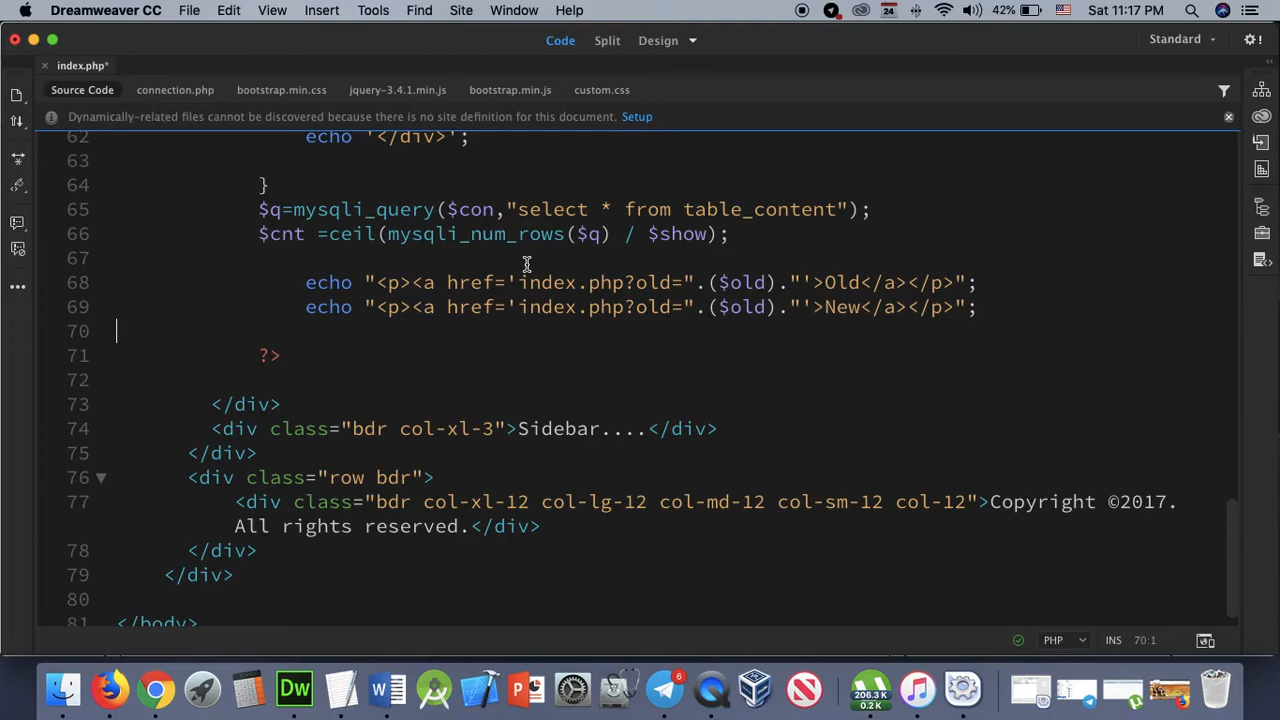 Dreamweaver CC File Edit View Insert Tools Find Site Window Help 24 42% Sat 11:17 PM
Code Split Design Standard
index.php*
Source Code connection.php bootstrap.min.css jquery-3.4.1.min.js bootstrap.min.js custom.css
Dynamically-related files cannot be discovered because there is no site definition for this document. Setup
62 echo '</div>';
63
64 }
65 $q=mysqli_query($con,"select * from table_content");
66 $cnt =ceil(mysqli_num_rows($q) / $show);
67
68 echo "<p><a href='index.php?old=".($old)."'>Old</a></p>";
69 echo "<p><a href='index.php?old=".($old)."'>New</a></p>";
70
71 ?>
72
73 </div>
74 <div class="bdr col-xl-3">Sidebar....</div>
75 </div>
76 <div class="row bdr">
77 <div class="bdr col-xl-12 col-lg-12 col-md-12 col-sm-12 col-12">Copyright ©2017.
All rights reserved.</div>
78 </div>
79 </div>
80
81 </body>
PHP INS 70:1
Dw
6
206.3 K
0.2 K